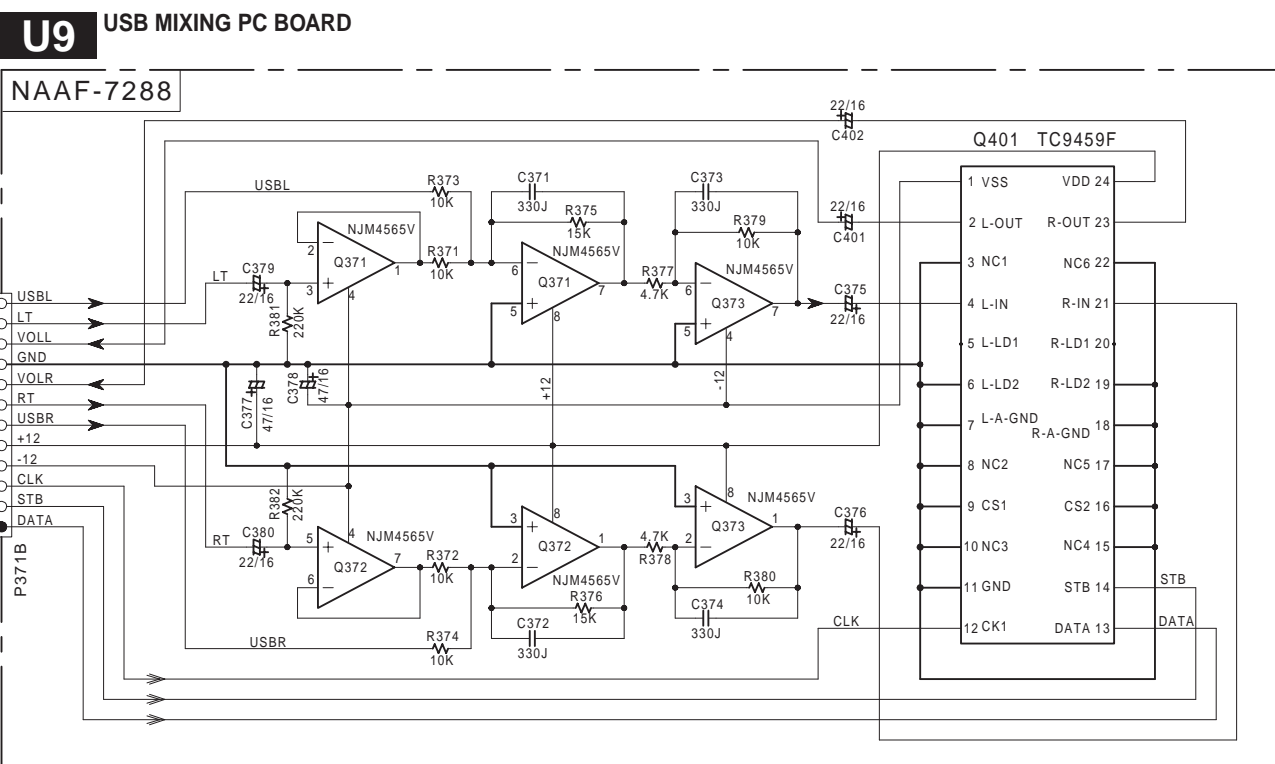 U9
USB MIXING PC BOARD
NAAF-7288
22/16
C402
Q401 TC9459F
USBL
R373
10K
C371
330J
R375
15K
C373
330J
R379
10K
22/16
C401
1 VSS
VDD 24
2 L-OUT
R-OUT 23
3 NC1
NC6 22
4 L-IN
R-IN 21
5 L-LD1
R-LD1 20
6 L-LD2
R-LD2 19
7 L-A-GND
R-A-GND 18
8 NC2
NC5 17
9 CS1
CS2 16
10 NC3
NC4 15
11 GND
STB 14
12 CK1
DATA 13
NJM4565V
2
Q371
3
1
4
R371
10K
NJM4565V
6
Q371
5
7
8
R377
4.7K
NJM4565V
6
Q373
5
7
4
C375
22/16
LT
C379
22/16
R381
220K
C377
47/16
C378
47/16
+12
-12
USBL
LT
VOLL
GND
VOLR
RT
USBR
+12
-12
CLK
STB
DATA
P371B
R382
220K
RT
C380
22/16
5
4
NJM4565V
Q372
6
7
R372
10K
3
8
Q372
2
1
NJM4565V
R376
15K
C372
330J
4.7K
R378
3
8
NJM4565V
Q373
2
1
R380
10K
C374
330J
C376
22/16
USBR
R374
10K
CLK
STB
DATA